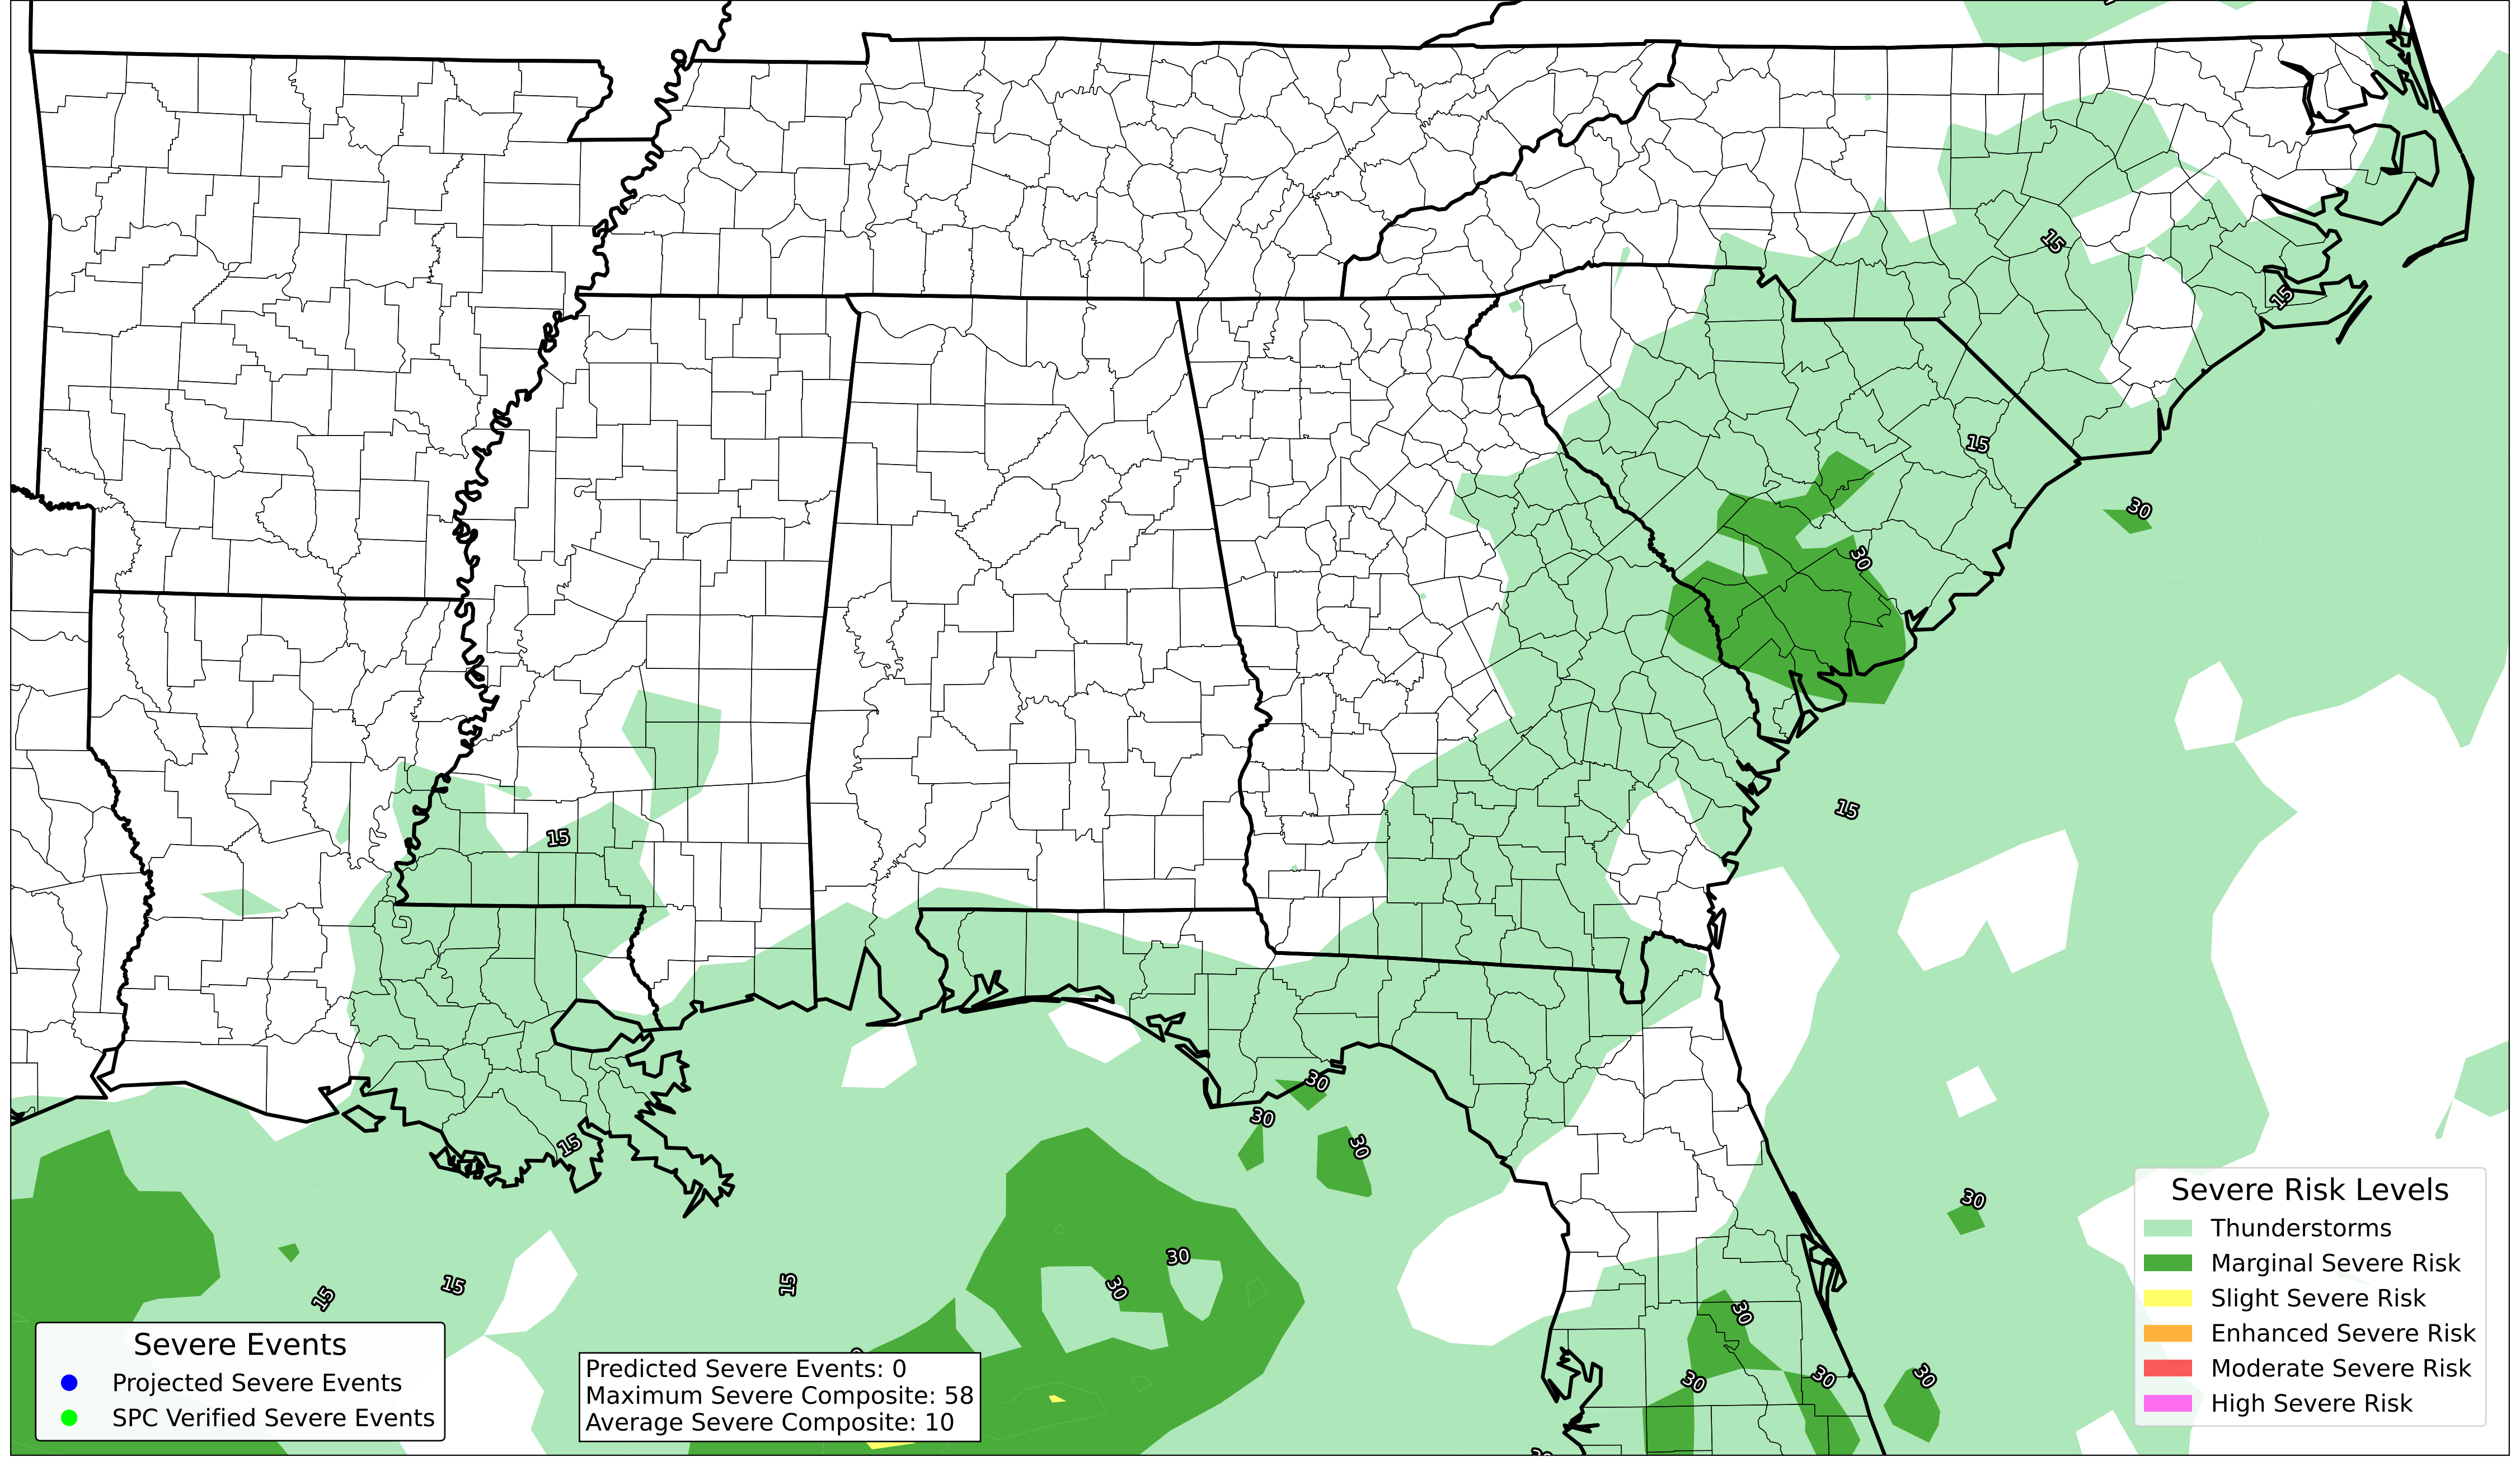 15
15
15
30
30
15
15
30
30
15
30
30
30
15
15
15
30
30
30
30
30
Severe Risk Levels
Thunderstorms
Marginal Severe Risk
Slight Severe Risk
Enhanced Severe Risk
Moderate Severe Risk
High Severe Risk
Severe Events
Projected Severe Events
SPC Verified Severe Events
Predicted Severe Events: 0
Maximum Severe Composite: 58
Average Severe Composite: 10